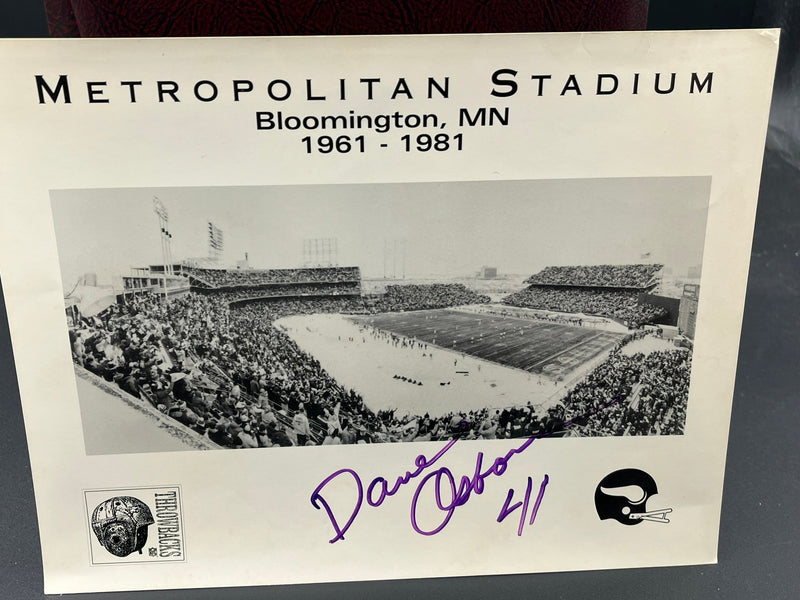 METROPOLITAN STADIUM
Bloomington, MN
1961 - 1981
Dave
Osborn
41
THROWBACKS